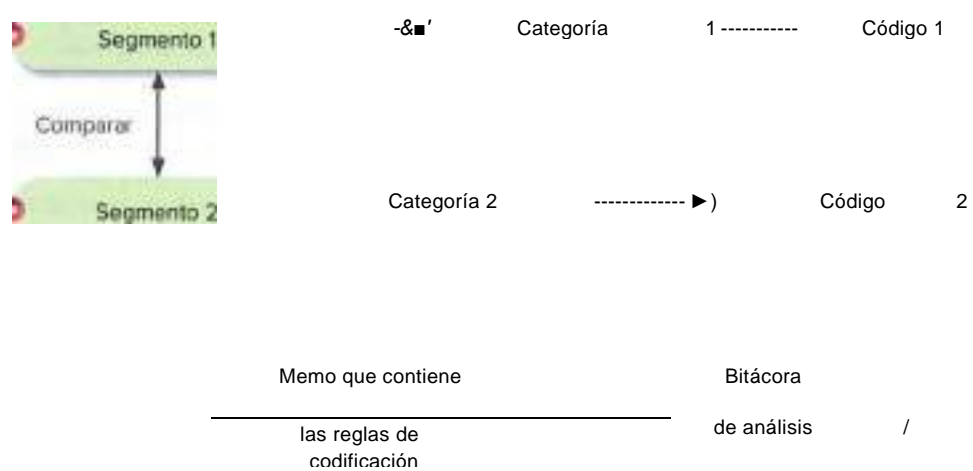 Segmento 1 -&■′ Categoría 1 ----------- Código 1
Comparar
Segmento 2 Categoría 2 ------------- ►) Código 2
Memo que contiene Bitácora
las reglas de de análisis /
codificación